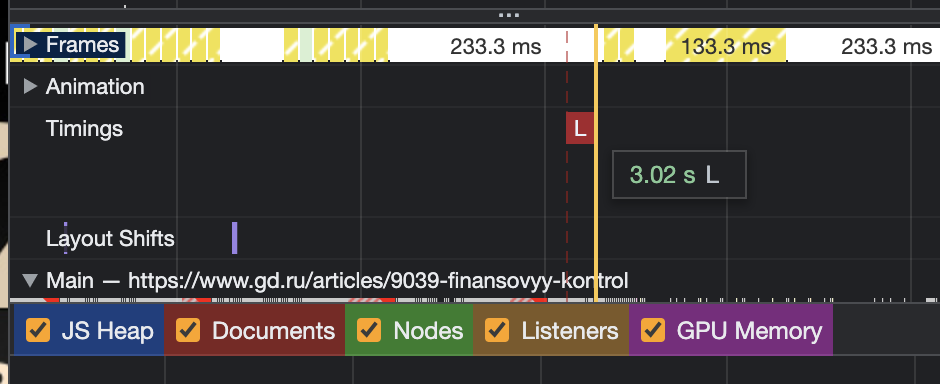 Frames 233.3 ms 133.3 ms 233.3 ms
Animation
Timings L
3.02 s L
Layout Shifts
Main — https://www.gd.ru/articles/9039-finansovyy-kontrol
JS Heap Documents Nodes Listeners GPU Memory